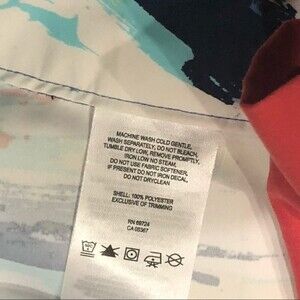 MACHINE WASH COLD GENTLE,
WASH SEPARATELY, DO NOT BLEACH,
TUMBLE DRY LOW, REMOVE PROMPTLY,
IRON LOW NO STEAM.
DO NOT USE FABRIC SOFTENER,
IF PRESENT DO NOT IRON DECAL,
DO NOT DRYCLEAN
SHELL: 100% POLYESTER
EXCLUSIVE OF TRIMMING
RN 69724
CA 05367